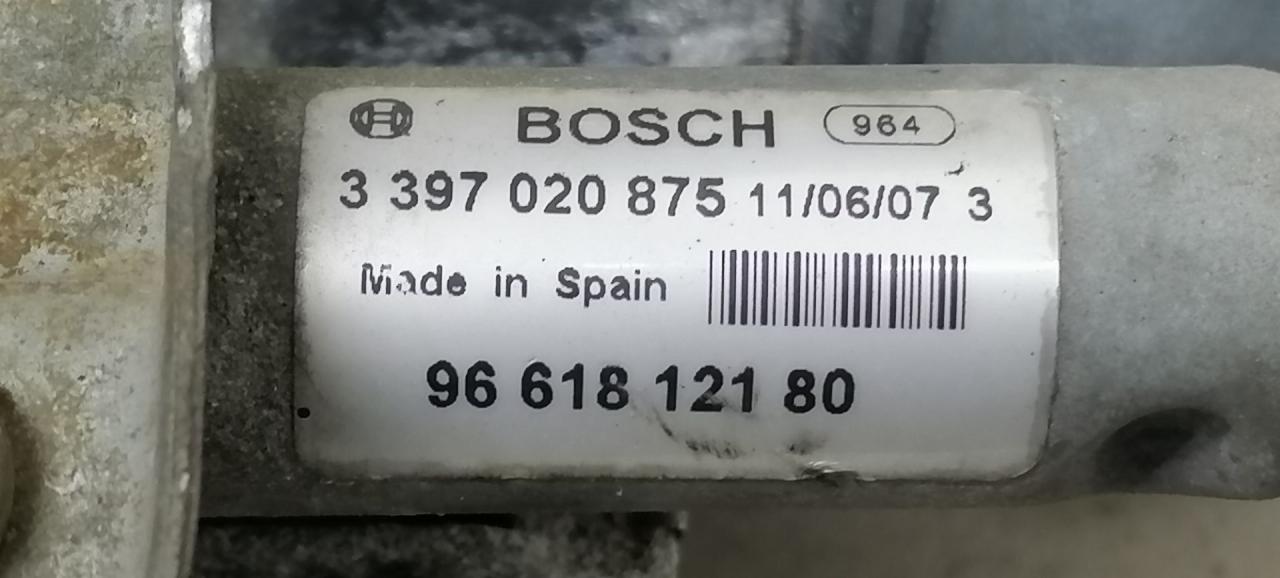 BOSCH 964
3 397 020 875 11/06/07 3
Made in Spain
96 618 121 80